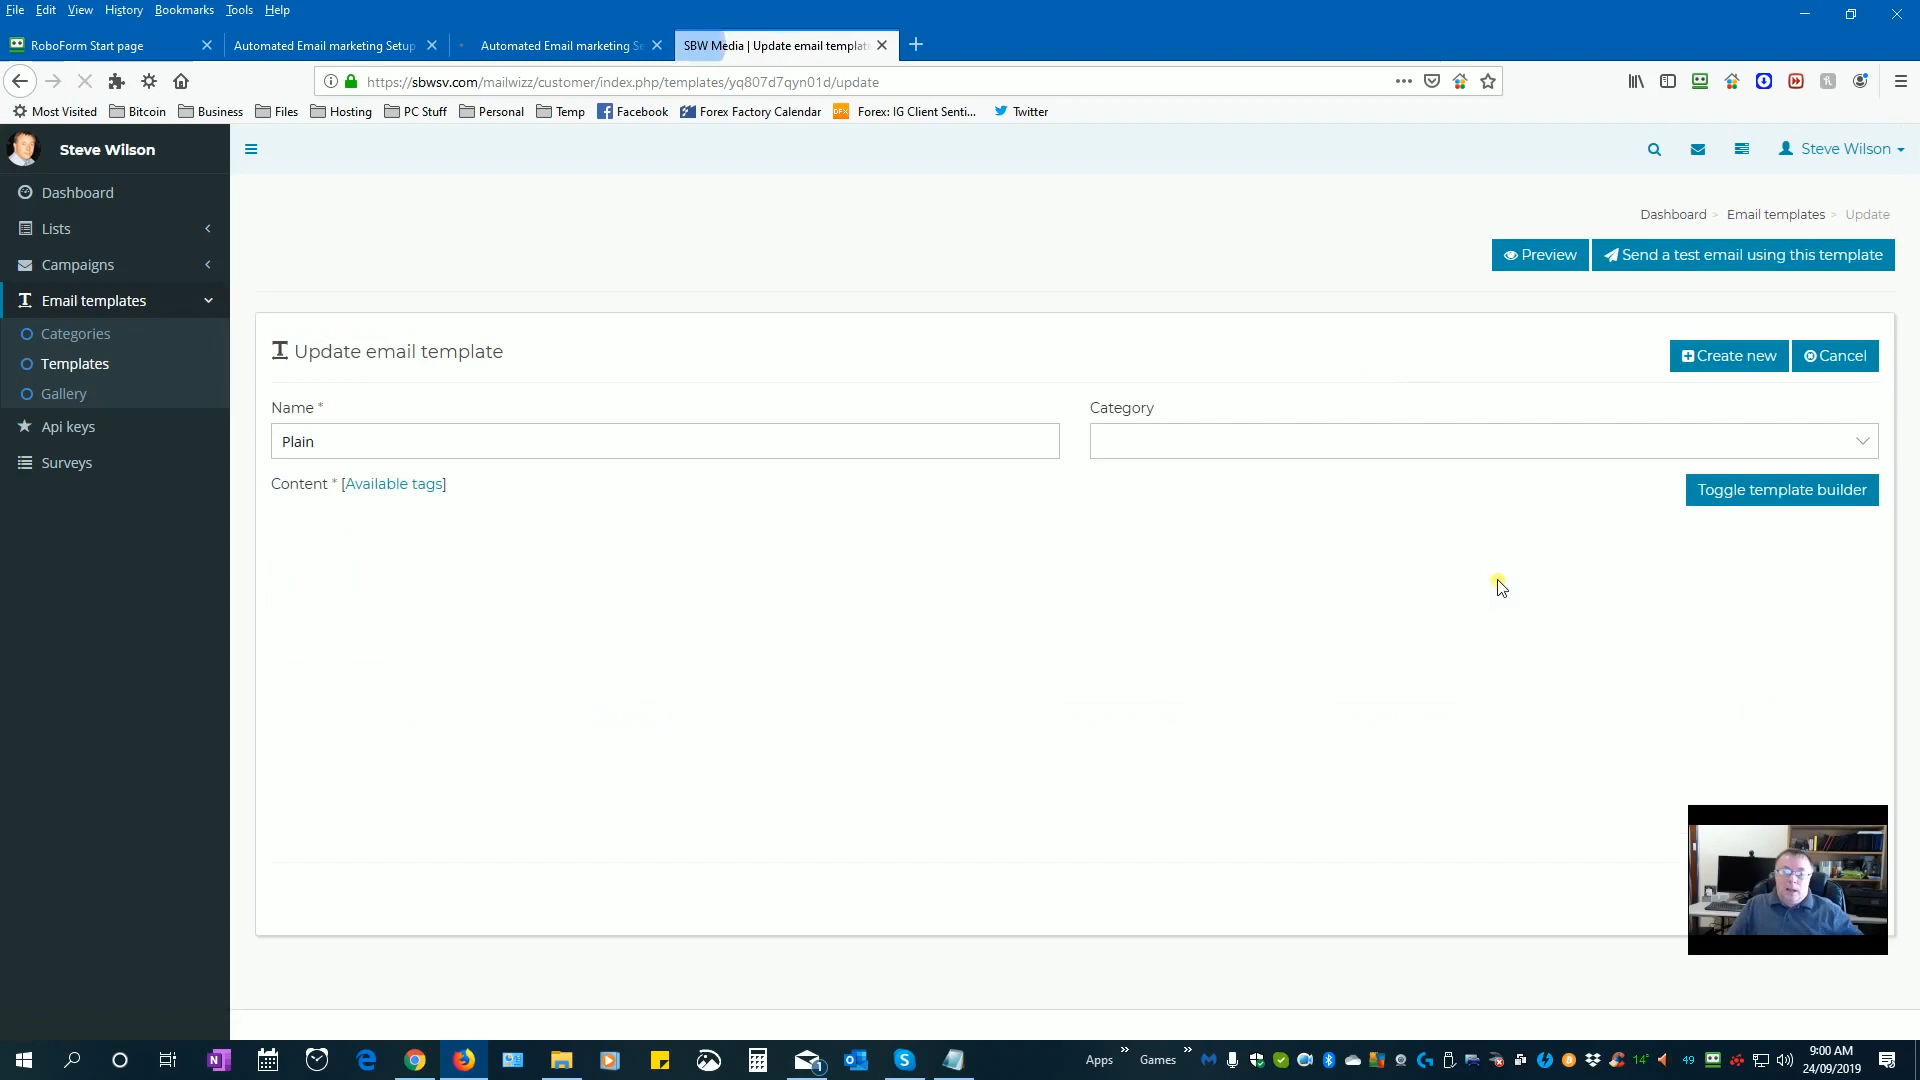 File Edit View History Bookmarks Tools Help
RoboForm Start page
Automated Email marketing Setup
Automated Email marketing Se
SBW Media | Update email templat
https://sbwsv.com/mailwizz/customer/index.php/templates/yq807d7qyn01d/update
Most Visited Bitcoin Business Files Hosting PC Stuff Personal Temp Facebook Forex Factory Calendar DFX Forex: IG Client Senti... Twitter
Steve Wilson
Steve Wilson
Dashboard
Lists
Campaigns
Email templates
Categories
Templates
Gallery
Api keys
Surveys
Dashboard > Email templates > Update
Preview
Send a test email using this template
Update email template
Create new
Cancel
Name *
Category
Plain
Content * [Available tags]
Toggle template builder
Apps » Games »
14°
49
1
9:00 AM
24/09/2019